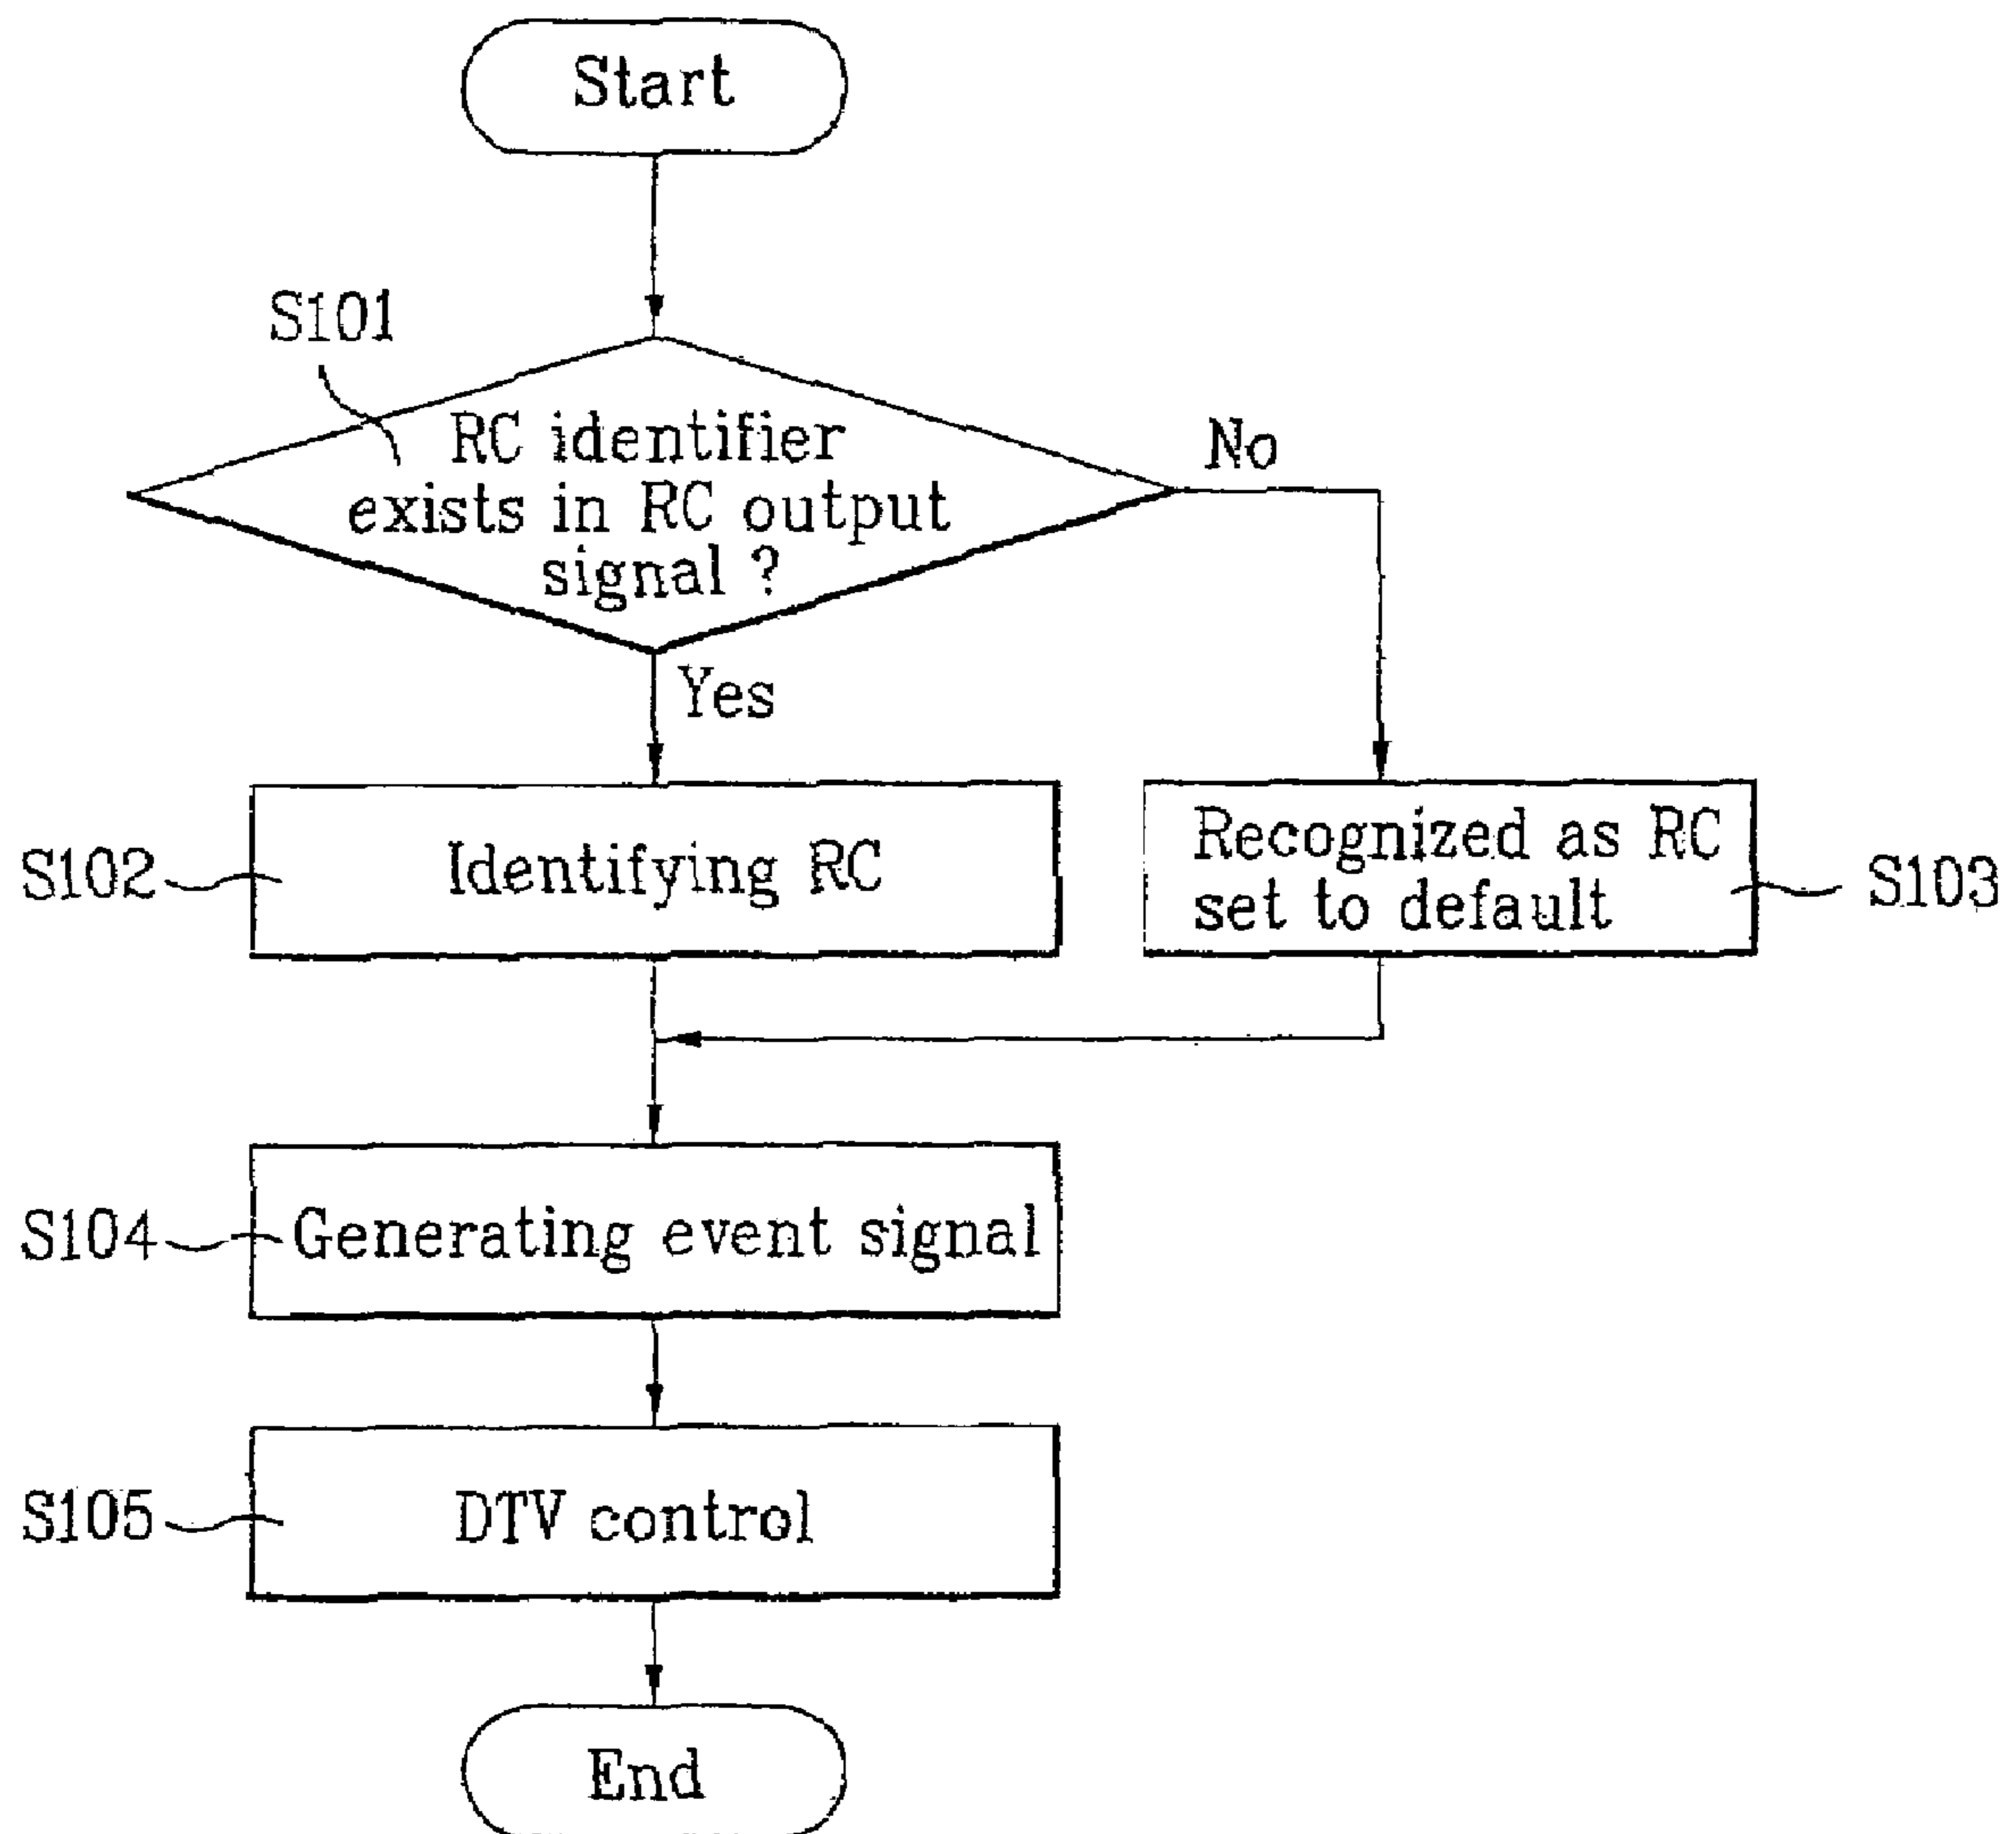 Start
S101
RC identifier
exists in RC output
signal ?
No
Yes
S102
Identifying RC
Recognized as RC
set to default
S103
S104
Generating event signal
S105
DTV control
End